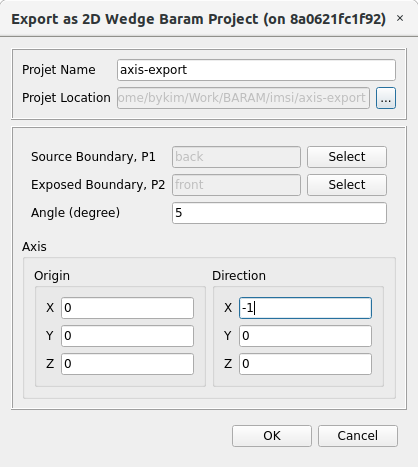 Export as 2D Wedge Baram Project (on 8a0621fc1f92) ×
Projet Name axis-export
Projet Location ome/bykim/Work/BARAM/imsi/axis-export ...
Source Boundary, P1 back Select
Exposed Boundary, P2 front Select
Angle (degree) 5
Axis
Origin Direction
X 0 X -1
Y 0 Y 0
Z 0 Z 0
OK Cancel